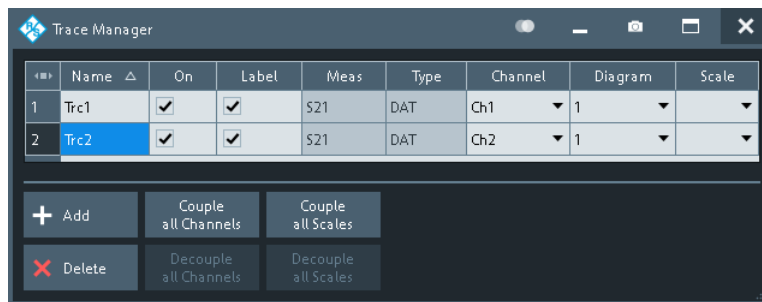 R&S Trace Manager
Name On Label Meas Type Channel Diagram Scale
1 Trc1 S21 DAT Ch1 1
2 Trc2 S21 DAT Ch2 1
Add Couple Couple
all Channels all Scales
Delete Decouple Decouple
all Channels all Scales